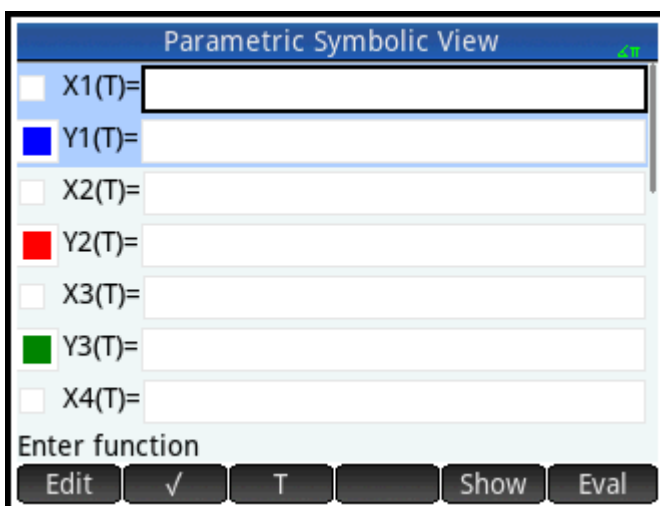 Parametric Symbolic View
∡π
X1(T)=
Y1(T)=
X2(T)=
Y2(T)=
X3(T)=
Y3(T)=
X4(T)=
Enter function
Edit √ T Show Eval